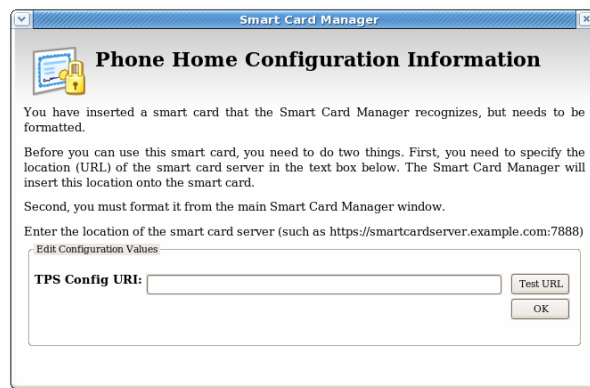 Smart Card Manager
Phone Home Configuration Information
You have inserted a smart card that the Smart Card Manager recognizes, but needs to be
formatted.
Before you can use this smart card, you need to do two things. First, you need to specify the
location (URL) of the smart card server in the text box below. The Smart Card Manager will
insert this location onto the smart card.
Second, you must format it from the main Smart Card Manager window.
Enter the location of the smart card server (such as https://smartcardserver.example.com:7888)
Edit Configuration Values
TPS Config URI:
Test URL
OK